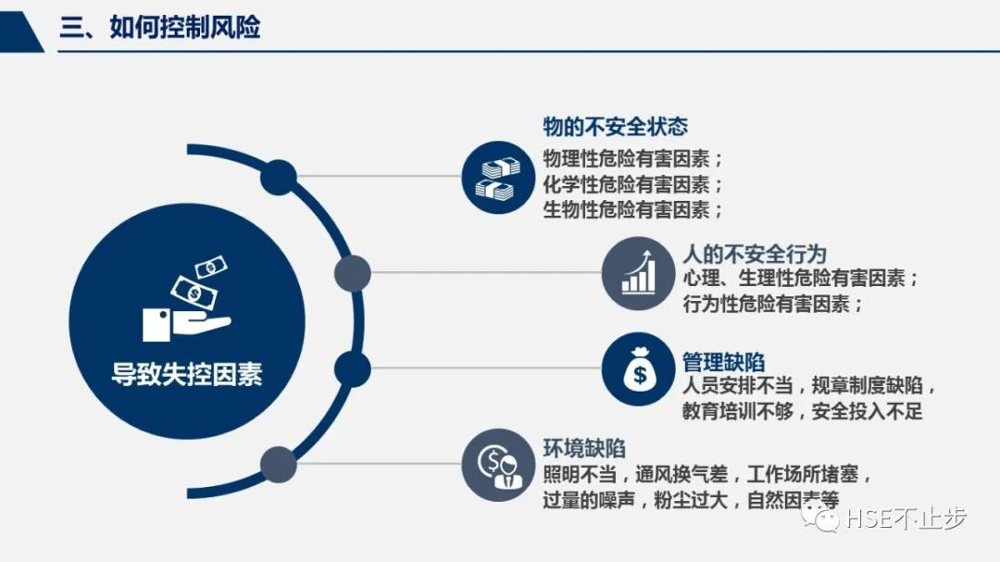 三、如何控制风险
物的不安全状态
物理性危险有害因素；
化学性危险有害因素；
生物性危险有害因素；
人的不安全行为
心理、生理性危险有害因素；
行为性危险有害因素；
导致失控因素
管理缺陷
人员安排不当，规章制度缺陷，
教育培训不够，安全投入不足
环境缺陷
照明不当，通风换气差，工作场所堵塞，
过量的噪声，粉尘过大，自然因素等
HSE不止步